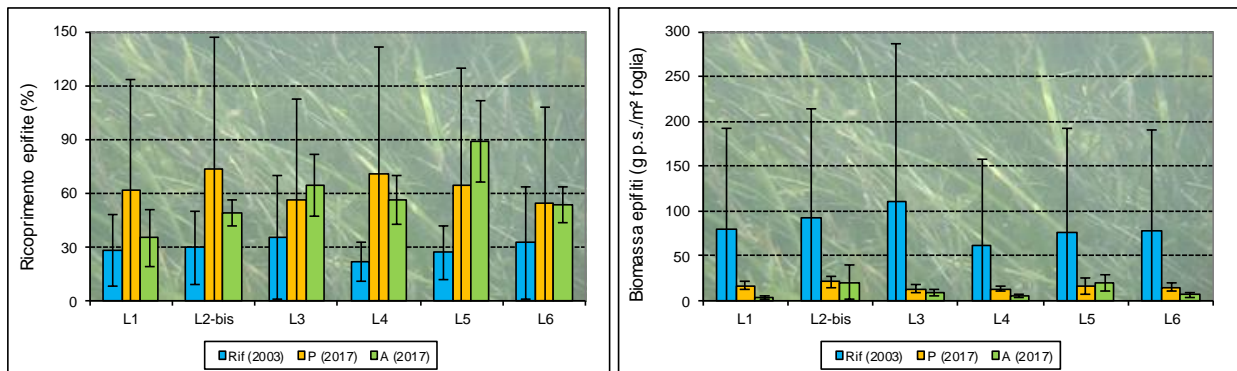 Ricoprimento epifite (%)
150
120
90
60
30
0
L1 L2-bis L3 L4 L5 L6
Rif (2003) P (2017) A (2017)
Biomassa epifiti (g p.s./m² foglia)
300
250
200
150
100
50
0
L1 L2-bis L3 L4 L5 L6
Rif (2003) P (2017) A (2017)